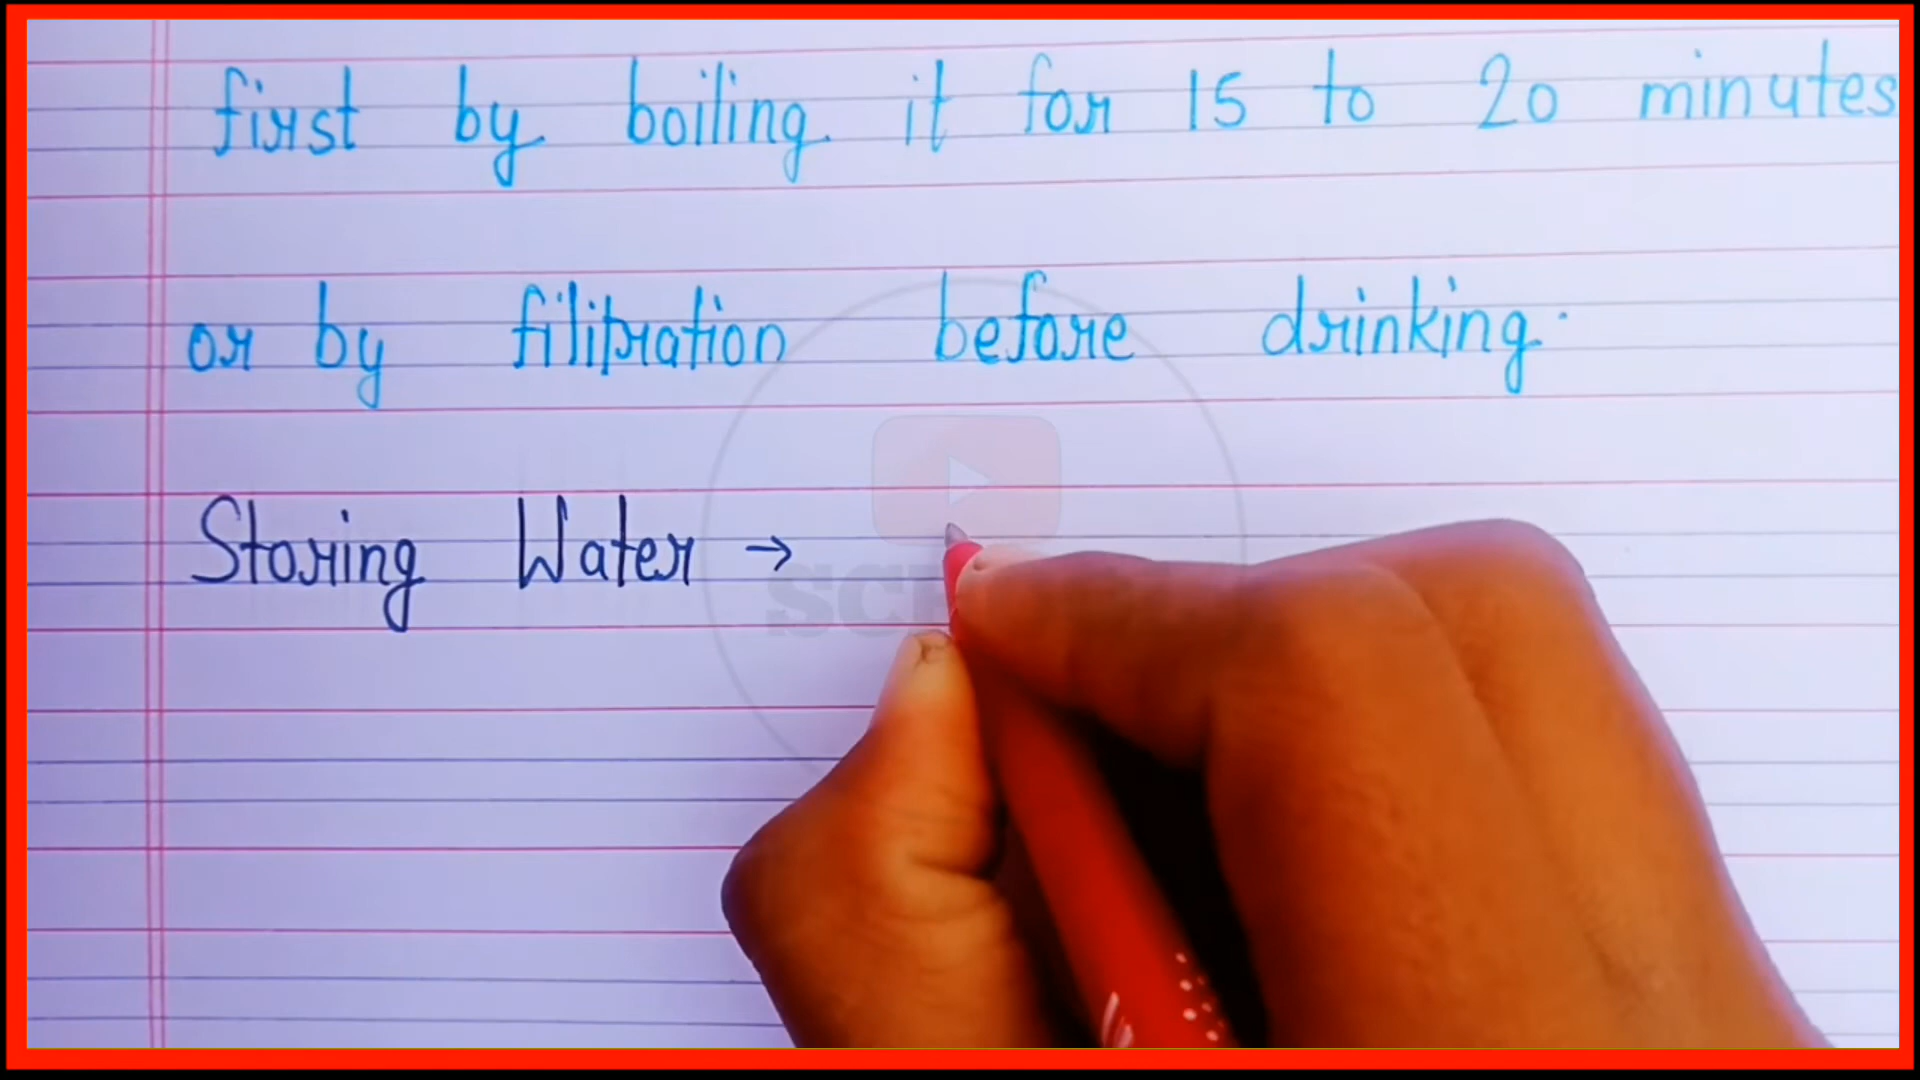 first by boiling it for 15 to 20 minutes
or by filitration before drinking.
Storing Water →